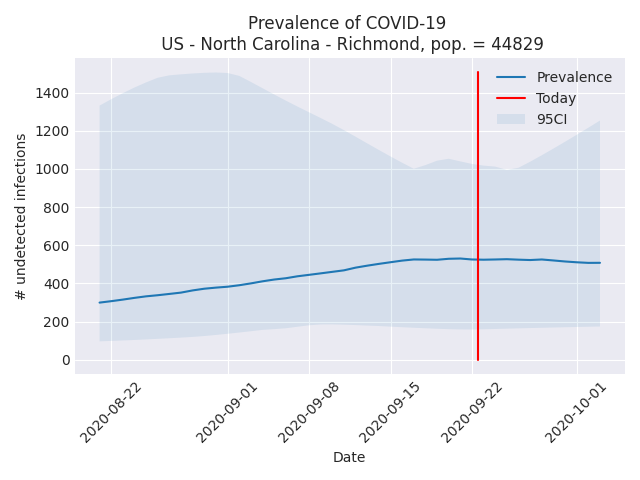 Prevalence of COVID-19
US - North Carolina - Richmond, pop. = 44829
Prevalence
Today
95CI
# undetected infections
1400
1200
1000
800
600
400
200
0
2020-08-22
2020-09-01
2020-09-08
2020-09-15
2020-09-22
2020-10-01
Date